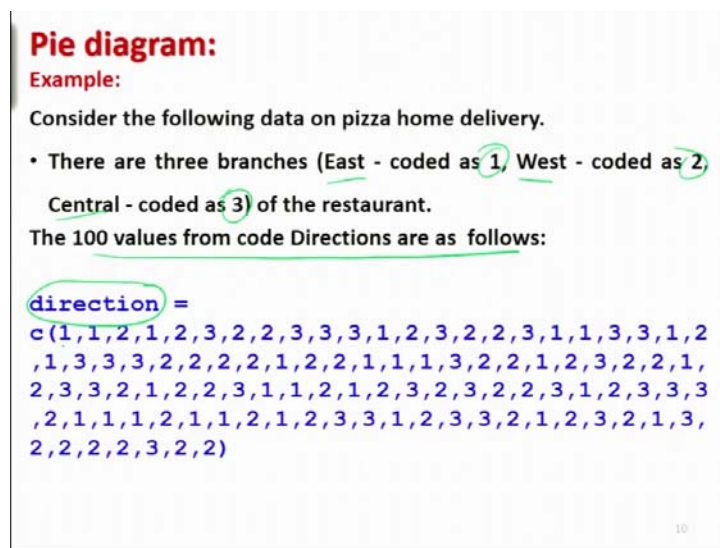 Pie diagram:
Example:
Consider the following data on pizza home delivery.
• There are three branches (East - coded as 1, West - coded as 2,
Central - coded as 3) of the restaurant.
The 100 values from code Directions are as follows:
direction =
c(1,1,2,1,2,3,2,2,3,3,3,1,2,3,2,2,3,1,1,3,3,1,2
,1,3,3,3,2,2,2,2,1,2,2,1,1,1,3,2,2,1,2,3,2,2,1,
2,3,3,2,1,2,2,3,1,1,2,1,2,3,2,3,2,2,3,1,2,3,3,3
,2,1,1,1,2,1,1,2,1,2,3,3,1,2,3,3,2,1,2,3,2,1,3,
2,2,2,2,3,2,2)
10